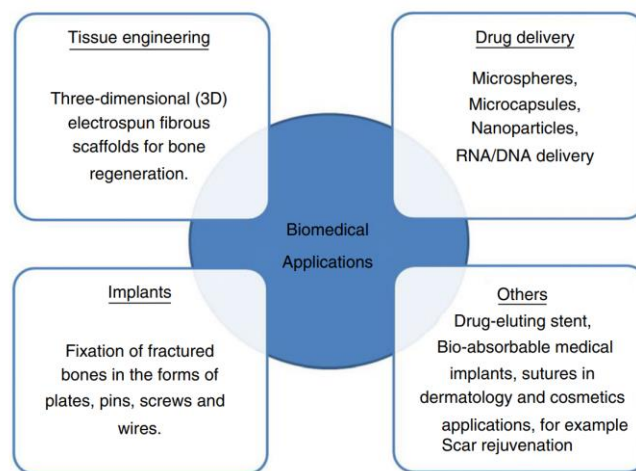 Tissue engineering
Three-dimensional (3D)
electrospun fibrous
scaffolds for bone
regeneration.
Drug delivery
Microspheres,
Microcapsules,
Nanoparticles,
RNA/DNA delivery
Biomedical
Applications
Implants
Fixation of fractured
bones in the forms of
plates, pins, screws and
wires.
Others
Drug-eluting stent,
Bio-absorbable medical
implants, sutures in
dermatology and cosmetics
applications, for example
Scar rejuvenation